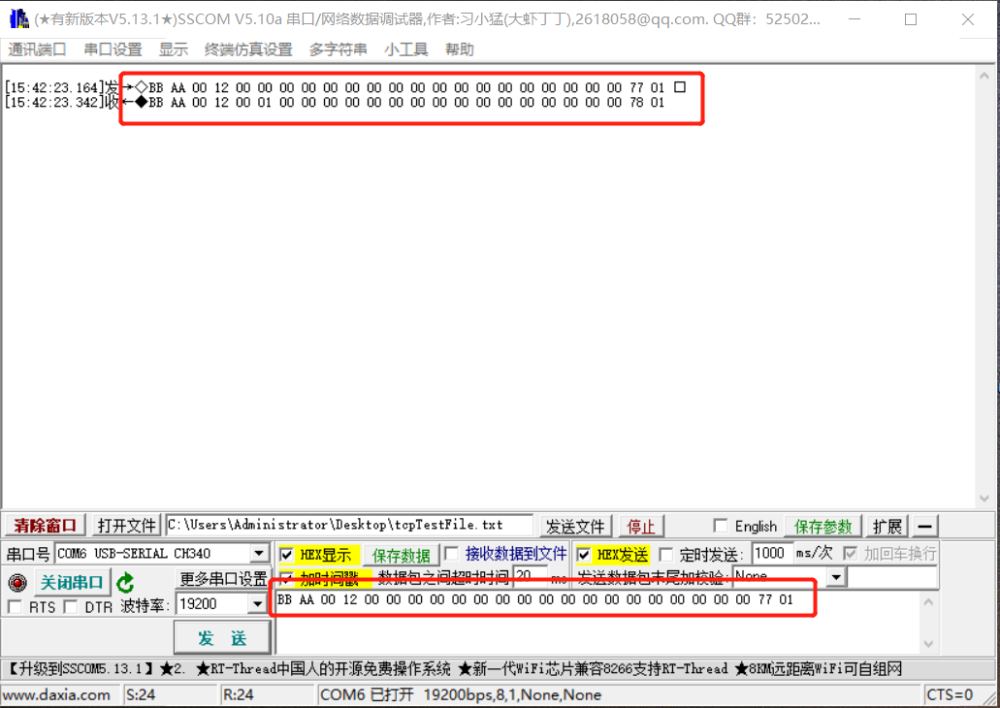 (★有新版本V5.13.1★)SSCOM V5.10a 串口/网络数据调试器,作者:习小猛(大虾丁丁),2618058@qq.com. QQ群: 52502...
通讯端口 串口设置 显示 终端仿真设置 多字符串 小工具 帮助
[15:42:23.164]发→◇BB AA 00 12 00 00 00 00 00 00 00 00 00 00 00 00 00 00 00 00 00 00 77 01 □
[15:42:23.342]收←◆BB AA 00 12 00 01 00 00 00 00 00 00 00 00 00 00 00 00 00 00 00 00 78 01
清除窗口 打开文件 C:\Users\Administrator\Desktop\tcpTestFile.txt 发送文件 停止 English 保存参数 扩展 —
串口号 COM6 USB-SERIAL CH340 HEX显示 保存数据 接收数据到文件 HEX发送 定时发送: 1000 ms/次 加回车换行
关闭串口 更多串口设置 加时间戳 数据包之间超时时间 20 ms 发送数据包末尾加校验: None
RTS DTR 波特率: 19200 BB AA 00 12 00 00 00 00 00 00 00 00 00 00 00 00 00 00 00 00 00 00 77 01
发 送
【升级到SSCOM5.13.1】★2. ★RT-Thread中国人的开源免费操作系统 ★新一代WiFi芯片兼容8266支持RT-Thread ★8KM远距离WiFi可自组网
www.daxia.com S:24 R:24 COM6 已打开 19200bps,8,1,None,None CTS=0